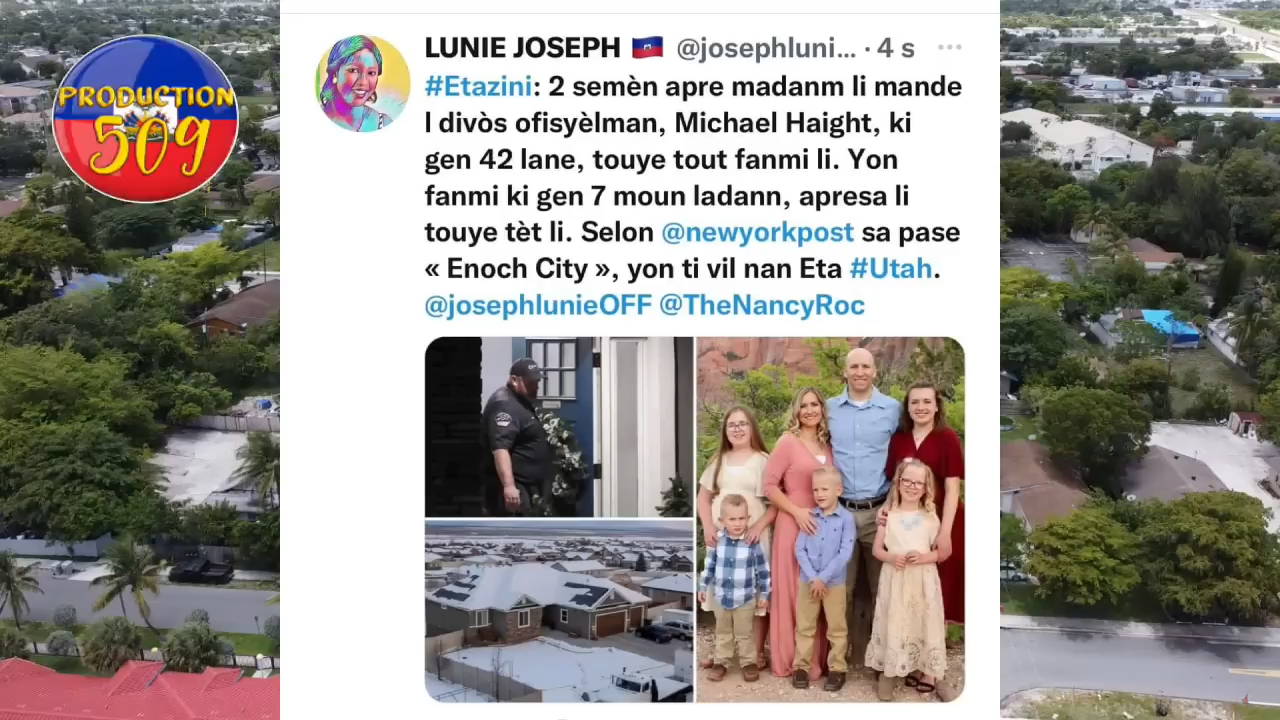 PRODUCTION
509
LUNIE JOSEPH 🇭🇹 @josephluni... · 4 s ...
#Etazini: 2 semèn apre madanm li mande
l divòs ofisyèlman, Michael Haight, ki
gen 42 lane, touye tout fanmi li. Yon
fanmi ki gen 7 moun ladann, apresa li
touye tèt li. Selon @newyorkpost sa pase
« Enoch City », yon ti vil nan Eta #Utah.
@josephlunieOFF @TheNancyRoc